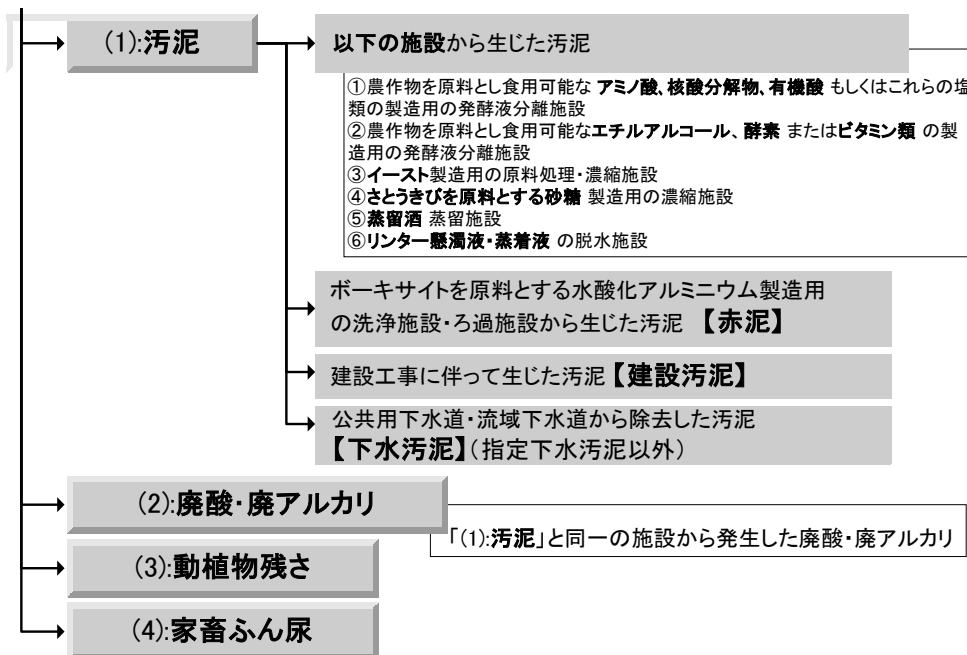 (1):汚泥
以下の施設から生じた汚泥
①農作物を原料とし食用可能な アミノ酸、核酸分解物、有機酸 もしくはこれらの塩
類の製造用の発酵液分離施設
②農作物を原料とし食用可能なエチルアルコール、酵素 またはビタミン類 の製
造用の発酵液分離施設
③イースト製造用の原料処理・濃縮施設
④さとうきびを原料とする砂糖 製造用の濃縮施設
⑤蒸留酒 蒸留施設
⑥リンター懸濁液・蒸着液 の脱水施設
ボーキサイトを原料とする水酸化アルミニウム製造用
の洗浄施設・ろ過施設から生じた汚泥 【赤泥】
建設工事に伴って生じた汚泥【建設汚泥】
公共用下水道・流域下水道から除去した汚泥
【下水汚泥】(指定下水汚泥以外)
(2):廃酸・廃アルカリ
「(1):汚泥」と同一の施設から発生した廃酸・廃アルカリ
(3):動植物残さ
(4):家畜ふん尿